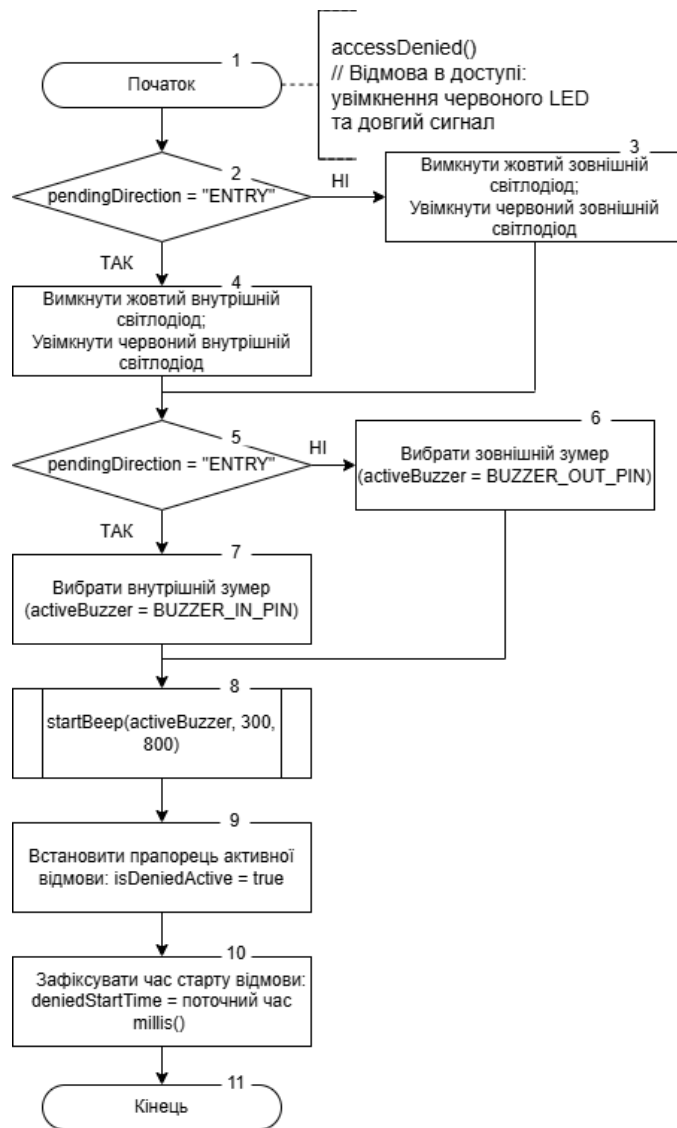 1
Початок
accessDenied()
// Відмова в доступі:
увімкнення червоного LED
та довгий сигнал
2
pendingDirection = "ENTRY"
НІ
3
Вимкнути жовтий зовнішній
світлодіод;
Увімкнути червоний зовнішній
світлодіод
ТАК
4
Вимкнути жовтий внутрішній
світлодіод;
Увімкнути червоний внутрішній
світлодіод
5
pendingDirection = "ENTRY"
НІ
6
Вибрати зовнішній зумер
(activeBuzzer = BUZZER_OUT_PIN)
ТАК
7
Вибрати внутрішній зумер
(activeBuzzer = BUZZER_IN_PIN)
8
startBeep(activeBuzzer, 300,
800)
9
Встановити прапорець активної
відмови: isDeniedActive = true
10
Зафіксувати час старту відмови:
deniedStartTime = поточний час
millis()
11
Кінець